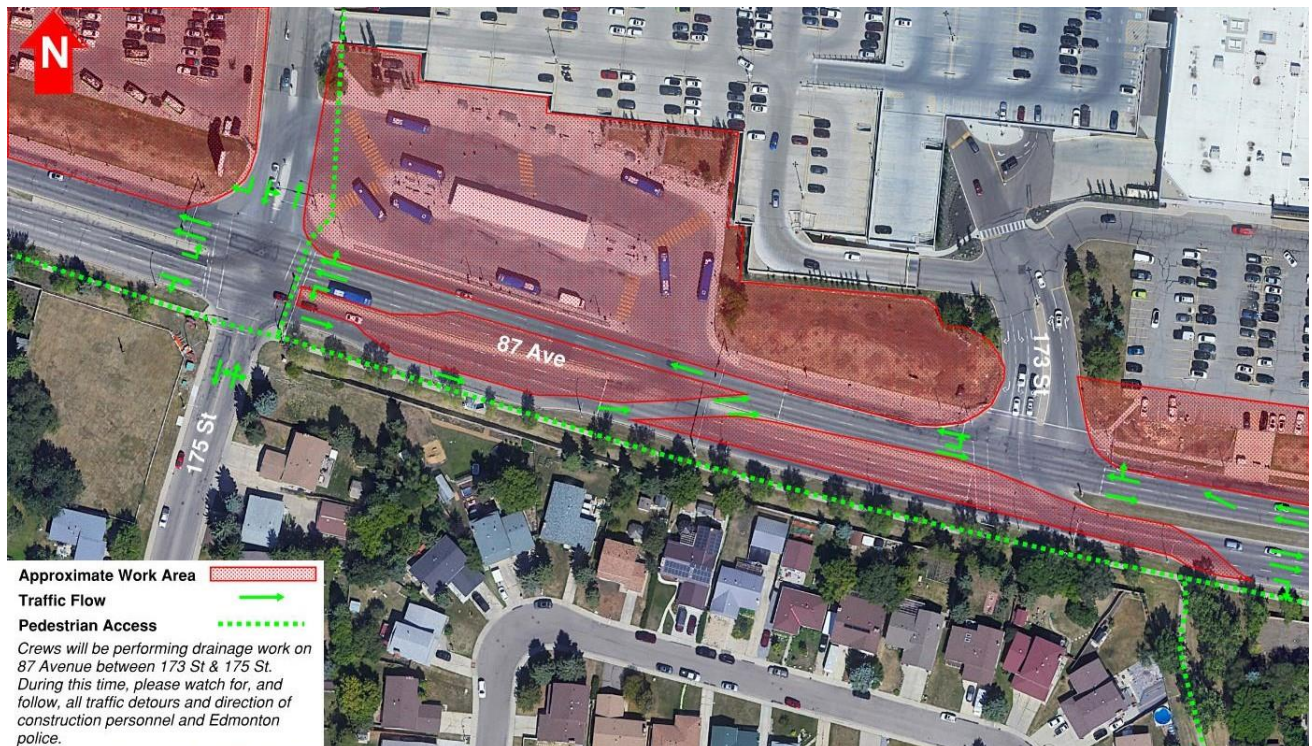 N
87 Ave
173 St
175 St
Approximate Work Area
Traffic Flow
Pedestrian Access
Crews will be performing drainage work on
87 Avenue between 173 St & 175 St.
During this time, please watch for, and
follow, all traffic detours and direction of
construction personnel and Edmonton
police.